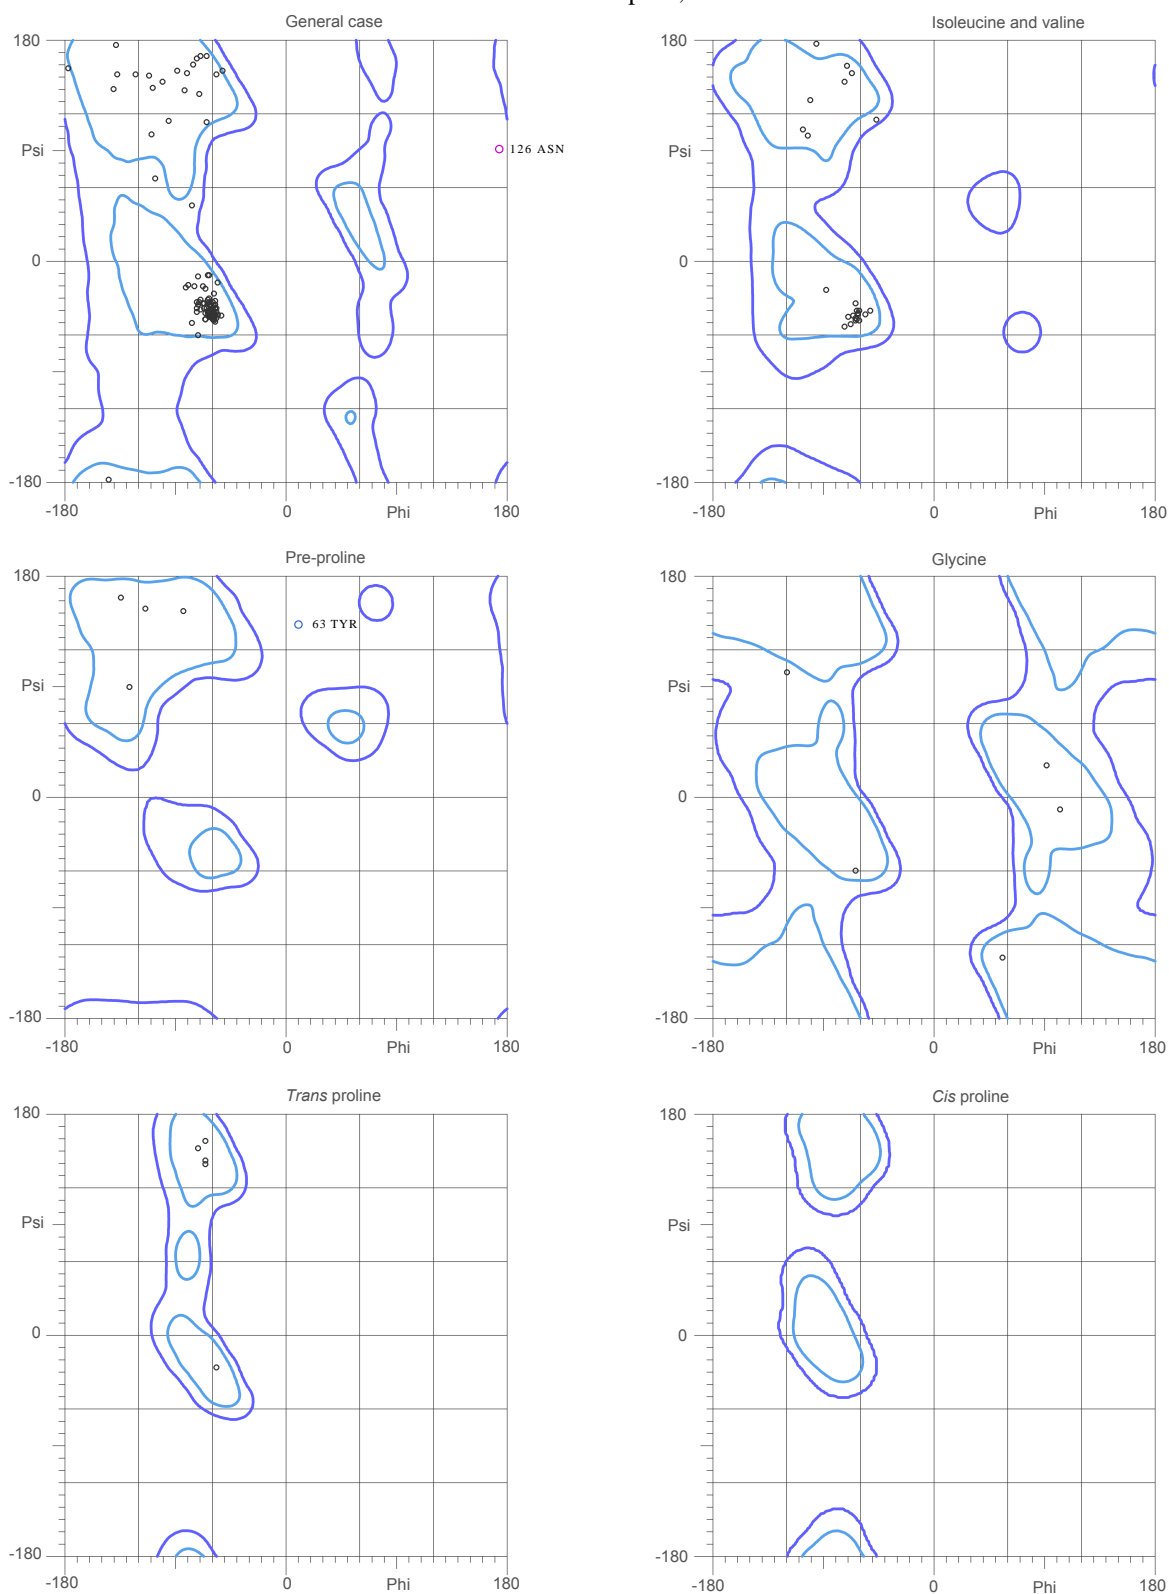 General case
Isoleucine and valine
180
180
Psi
126 ASN
Psi
0
0
-180
-180
-180
0
Phi
180
-180
0
Phi
180
Pre-proline
Glycine
180
180
63 TYR
Psi
Psi
0
0
-180
-180
-180
0
Phi
180
-180
0
Phi
180
Trans proline
Cis proline
180
180
Psi
Psi
0
0
-180
-180
-180
0
Phi
180
-180
0
Phi
180